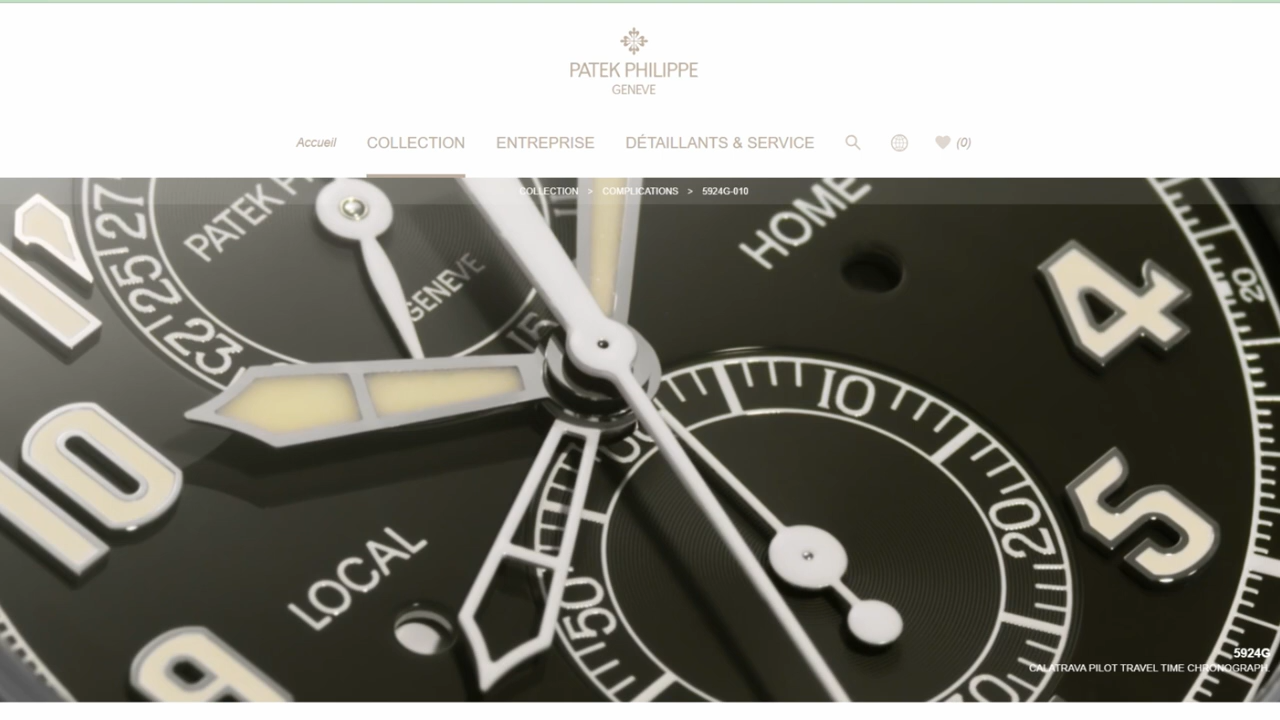 PATEK PHILIPPE
GENEVE
Accueil
COLLECTION
ENTREPRISE
DÉTAILLANTS & SERVICE
(0)
COLLECTION > COMPLICATIONS > 5924G-010
PATEK
GENEVE
27
25
23
15
HOME
4
20
10
10
20
5
LOCAL
50
9
5924G
CALATRAVA PILOT TRAVEL TIME CHRONOGRAPH.